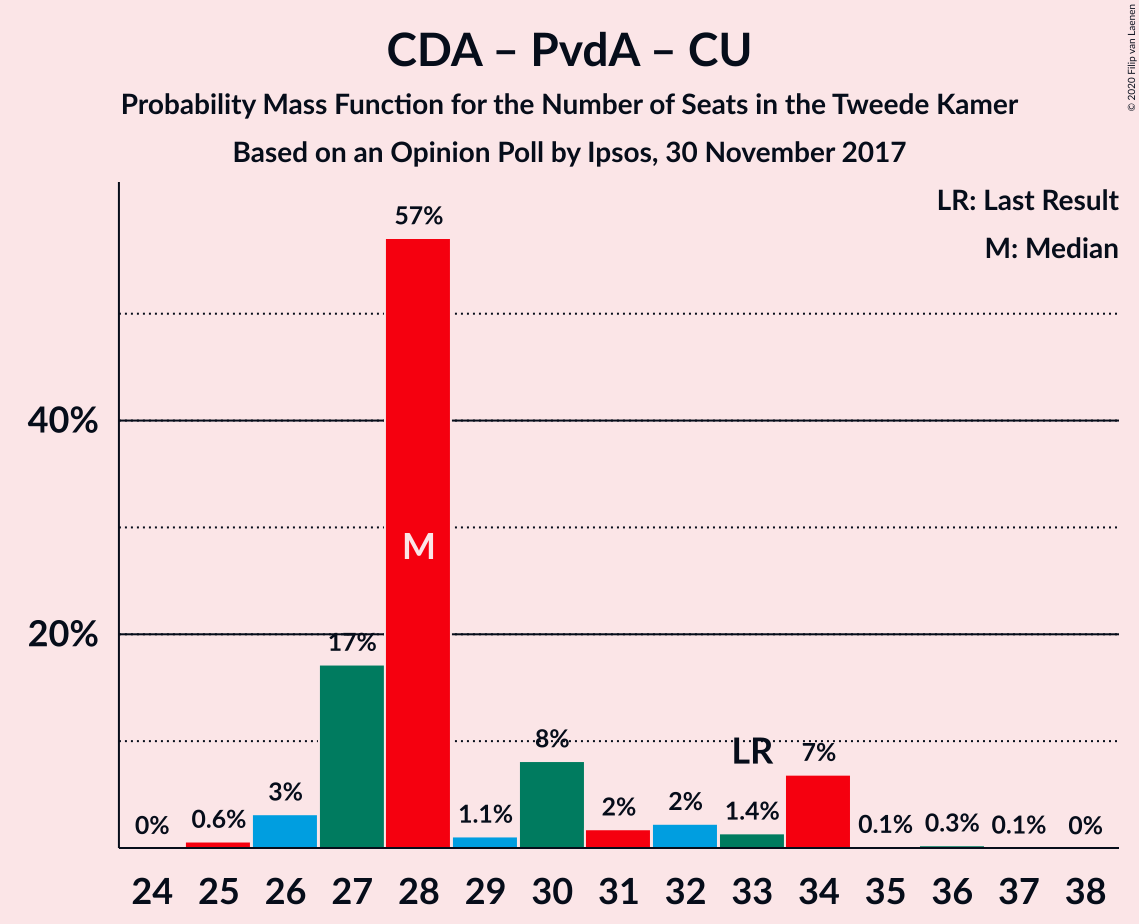 CDA – PvdA – CU
Probability Mass Function for the Number of Seats in the Tweede Kamer
Based on an Opinion Poll by Ipsos, 30 November 2017
© 2020 Filip van Laenen
LR: Last Result
M: Median
57%
40%
M
20%
17%
8%
LR
7%
3%
2%
2%
0%
0.6%
1.1%
1.4%
0.1%
0.3%
0.1%
0%
24 25 26 27 28 29 30 31 32 33 34 35 36 37 38